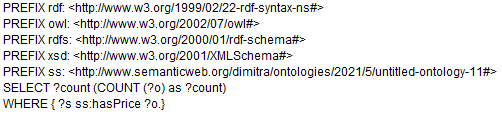 PREFIX rdf: <http://www.w3.org/1999/02/22-rdf-syntax-ns#>
PREFIX owl: <http://www.w3.org/2002/07/owl#>
PREFIX rdfs: <http://www.w3.org/2000/01/rdf-schema#>
PREFIX xsd: <http://www.w3.org/2001/XMLSchema#>
PREFIX ss: <http://www.semanticweb.org/dimitra/ontologies/2021/5/untitled-ontology-11#>
SELECT ?count (COUNT (?o) as ?count)
WHERE { ?s ss:hasPrice ?o.}